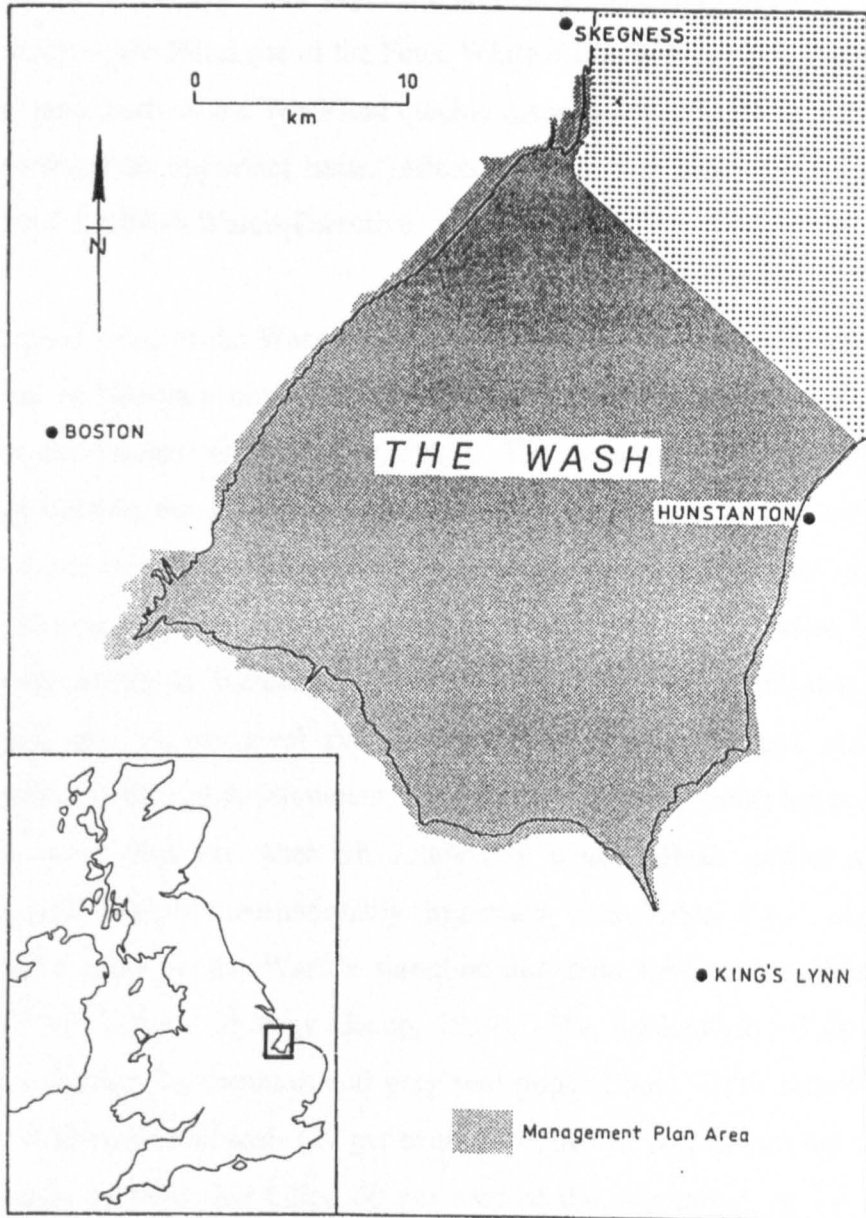 SKEGNESS
0 10
km
N
BOSTON
THE WASH
HUNSTANTON
KING'S LYNN
Management Plan Area